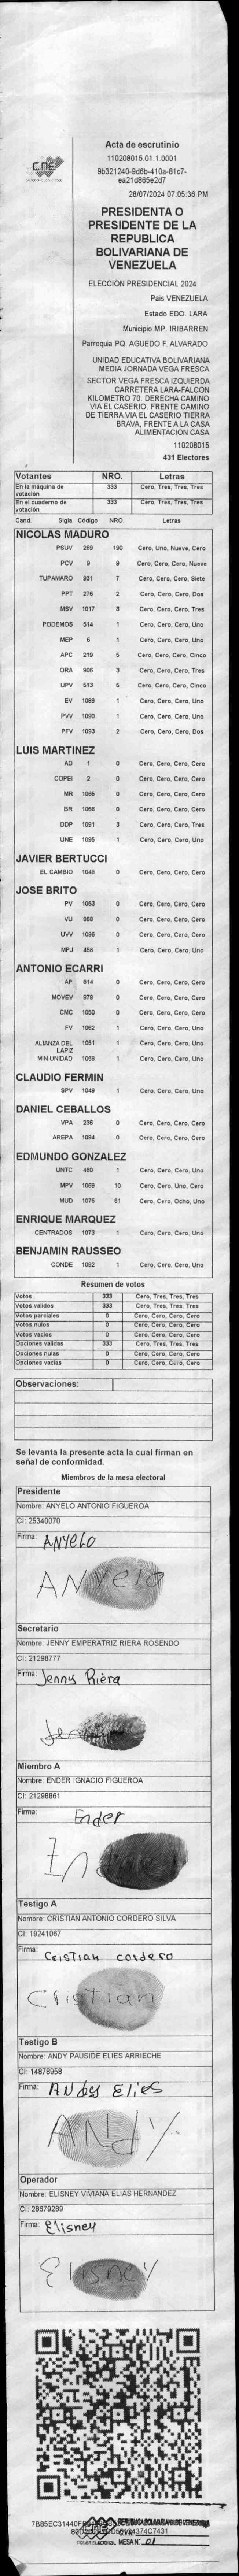 CNE
Acta de escrutinio
110208015.01.1.0001
9b321240-9d6b-410a-81c7-
ea21d865e2d7
28/07/2024 07:05:36 PM
PRESIDENTA O
PRESIDENTE DE LA
REPUBLICA
BOLIVARIANA DE
VENEZUELA
ELECCIÓN PRESIDENCIAL 2024
Pais VENEZUELA
Estado EDO. LARA
Municipio MP. IRIBARREN
Parroquia PQ. AGUEDO F. ALVARADO
UNIDAD EDUCATIVA BOLIVARIANA
MEDIA JORNADA VEGA FRESCA
SECTOR VEGA FRESCA IZQUIERDA
CARRETERA LARA-FALCON
KILOMETRO 70. DERECHA CAMINO
VIA EL CASERIO. FRENTE CAMINO
DE TIERRA VIA EL CASERIO TIERRA
BRAVA, FRENTE A LA CASA
ALIMENTACION CASA
110208015
431 Electores
Votantes NRO. Letras
En la máquina de votación 333 Cero, Tres, Tres, Tres
En el cuaderno de votación 333 Cero, Tres, Tres, Tres
Cand. Sigla Código NRO. Letras
NICOLAS MADURO
PSUV 268 190 Cero, Uno, Nueve, Cero
PCV 9 9 Cero, Cero, Cero, Nueve
TUPAMARO 931 7 Cero, Cero, Cero, Siete
PPT 276 2 Cero, Cero, Cero, Dos
MSV 1017 3 Cero, Cero, Cero, Tres
PODEMOS 514 1 Cero, Cero, Cero, Uno
MEP 6 1 Cero, Cero, Cero, Uno
APC 219 5 Cero, Cero, Cero, Cinco
ORA 906 3 Cero, Cero, Cero, Tres
UPV 513 5 Cero, Cero, Cero, Cinco
EV 1089 1 Cero, Cero, Cero, Uno
PVV 1090 1 Cero, Cero, Cero, Uno
PFV 1093 2 Cero, Cero, Cero, Dos
LUIS MARTINEZ
AD 1 0 Cero, Cero, Cero, Cero
COPEI 2 0 Cero, Cero, Cero, Cero
MR 1065 0 Cero, Cero, Cero, Cero
BR 1066 0 Cero, Cero, Cero, Cero
DDP 1091 3 Cero, Cero, Cero, Tres
UNE 1095 1 Cero, Cero, Cero, Uno
JAVIER BERTUCCI
EL CAMBIO 1048 0 Cero, Cero, Cero, Cero
JOSE BRITO
PV 1053 0 Cero, Cero, Cero, Cero
VU 868 0 Cero, Cero, Cero, Cero
UVV 1096 0 Cero, Cero, Cero, Cero
MPJ 458 1 Cero, Cero, Cero, Uno
ANTONIO ECARRI
AP 814 0 Cero, Cero, Cero, Cero
MOVEV 879 0 Cero, Cero, Cero, Cero
CMC 1050 0 Cero, Cero, Cero, Cero
FV 1062 1 Cero, Cero, Cero, Uno
ALIANZA DEL LAPIZ 1051 1 Cero, Cero, Cero, Uno
MIN UNIDAD 1068 1 Cero, Cero, Cero, Uno
CLAUDIO FERMIN
SPV 1049 1 Cero, Cero, Cero, Uno
DANIEL CEBALLOS
VPA 236 0 Cero, Cero, Cero, Cero
AREPA 1094 0 Cero, Cero, Cero, Cero
EDMUNDO GONZALEZ
UNTC 460 1 Cero, Cero, Cero, Uno
MPV 1069 10 Cero, Cero, Uno, Cero
MUD 1075 81 Cero, Cero, Ocho, Uno
ENRIQUE MARQUEZ
CENTRADOS 1073 1 Cero, Cero, Cero, Uno
BENJAMIN RAUSSEO
CONDE 1092 1 Cero, Cero, Cero, Uno
Resumen de votos
Votos 333 Cero, Tres, Tres, Tres
Votos validos 333 Cero, Tres, Tres, Tres
Votos parciales 0 Cero, Cero, Cero, Cero
Votos nulos 0 Cero, Cero, Cero, Cero
Votos vacios 0 Cero, Cero, Cero, Cero
Opciones validas 333 Cero, Tres, Tres, Tres
Opciones nulas 0 Cero, Cero, Cero, Cero
Opciones vacias 0 Cero, Cero, Cero, Cero
Observaciones:
Se levanta la presente acta la cual firman en
señal de conformidad.
Miembros de la mesa electoral
Presidente
Nombre: ANYELO ANTONIO FIGUEROA
CI: 25340070
Firma: ANYELO
ANyelo
Secretario
Nombre: JENNY EMPERATRIZ RIERA ROSENDO
CI: 21298777
Firma: Jenny Riera
Miembro A
Nombre: ENDER IGNACIO FIGUEROA
CI: 21298861
Firma: Ender
Testigo A
Nombre: CRISTIAN ANTONIO CORDERO SILVA
CI: 19241067
Firma: Cristian cordero
Cristian
Testigo B
Nombre: ANDY PAUSIDE ELIES ARRIECHE
CI: 14878958
Firma: ANdy Elies
ANdy
Operador
Nombre: ELISNEY VIVIANA ELIAS HERNANDEZ
CI: 28679289
Firma: Elisney
Elisney
REPUBLICA BOLIVARIANA DE VENEZUELA
CNE
MESA N° 01